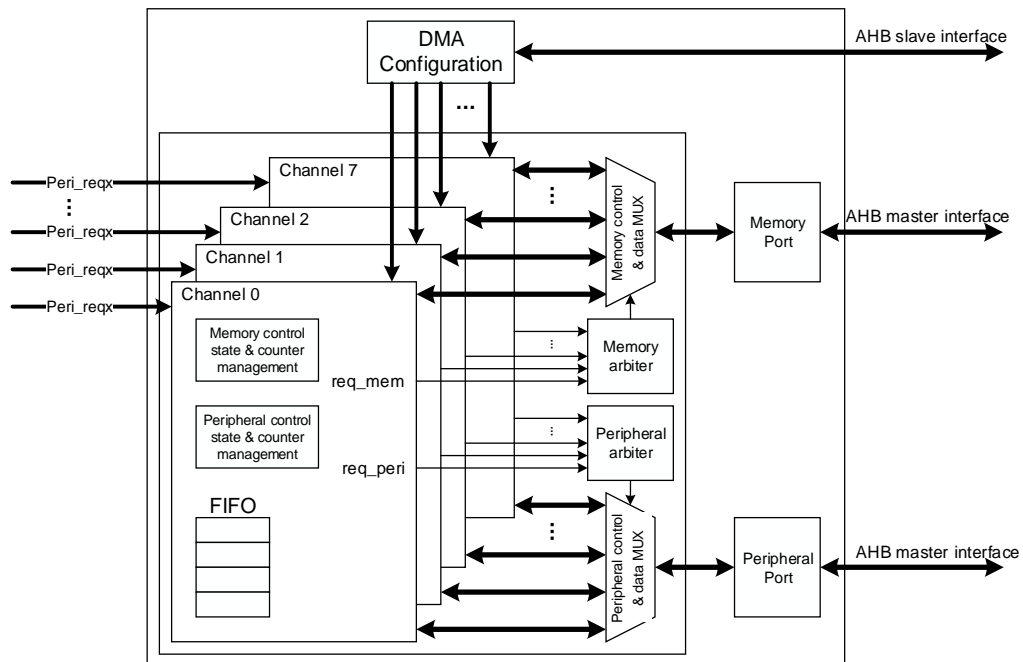 DMA
Configuration
AHB slave interface
...
Channel 7
Peri_reqx
...
Channel 2
Peri_reqx
Channel 1
Peri_reqx
Channel 0
Peri_reqx
...
Memory control
& data MUX
Memory
Port
AHB master interface
Memory control
state & counter
management
req_mem
...
Memory
arbiter
Peripheral control
state & counter
management
req_peri
...
Peripheral
arbiter
FIFO
...
Peripheral control
& data MUX
Peripheral
Port
AHB master interface